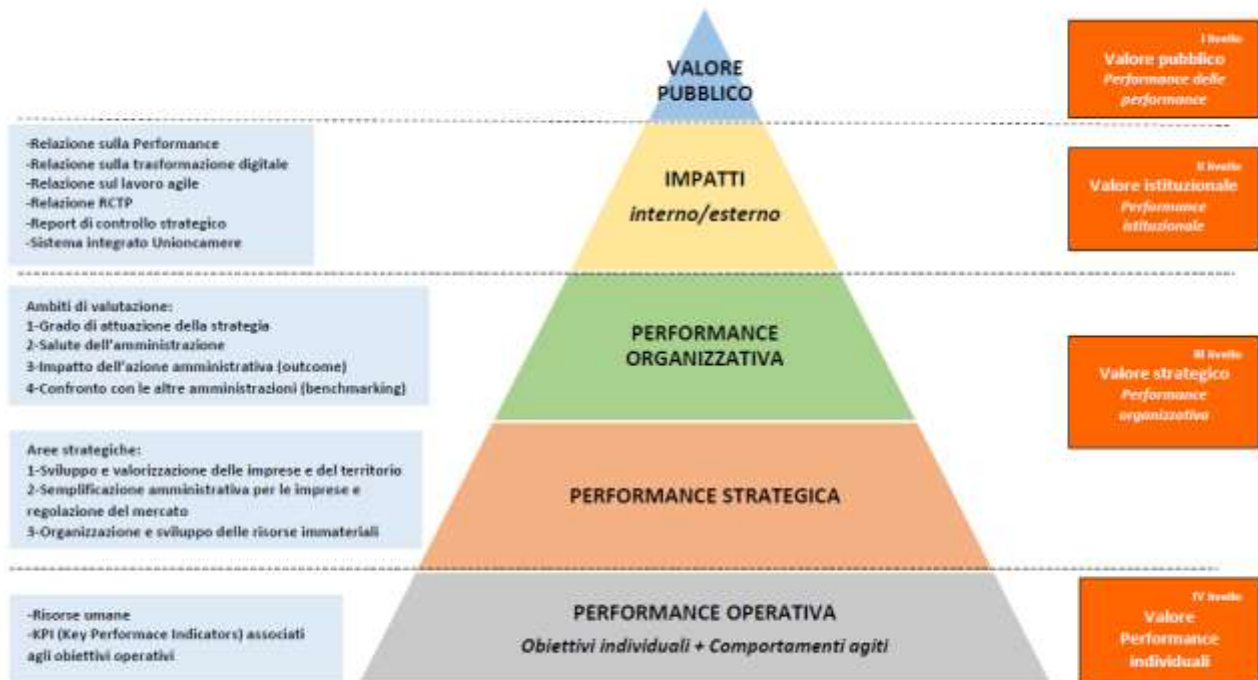 VALORE
PUBBLICO
I livello
Valore pubblico
Performance delle
performance
-Relazione sulla Performance
-Relazione sulla trasformazione digitale
-Relazione sul lavoro agile
-Relazione RCTP
-Report di controllo strategico
-Sistema integrato Unioncamere
IMPATTI
interno/esterno
II livello
Valore istituzionale
Performance
istituzionale
Ambiti di valutazione:
1-Grado di attuazione della strategia
2-Salute dell'amministrazione
3-Impatto dell'azione amministrativa (outcome)
4-Confronto con le altre amministrazioni (benchmarking)
PERFORMANCE
ORGANIZZATIVA
III livello
Valore strategico
Performance
organizzativa
Aree strategiche:
1-Sviluppo e valorizzazione delle imprese e del territorio
2-Semplificazione amministrativa per le imprese e
regolazione del mercato
3-Organizzazione e sviluppo delle risorse immateriali
PERFORMANCE STRATEGICA
-Risorse umane
-KPI (Key Performace Indicators) associati
agli obiettivi operativi
PERFORMANCE OPERATIVA
Obiettivi individuali + Comportamenti agiti
IV livello
Valore
Performance
individuali